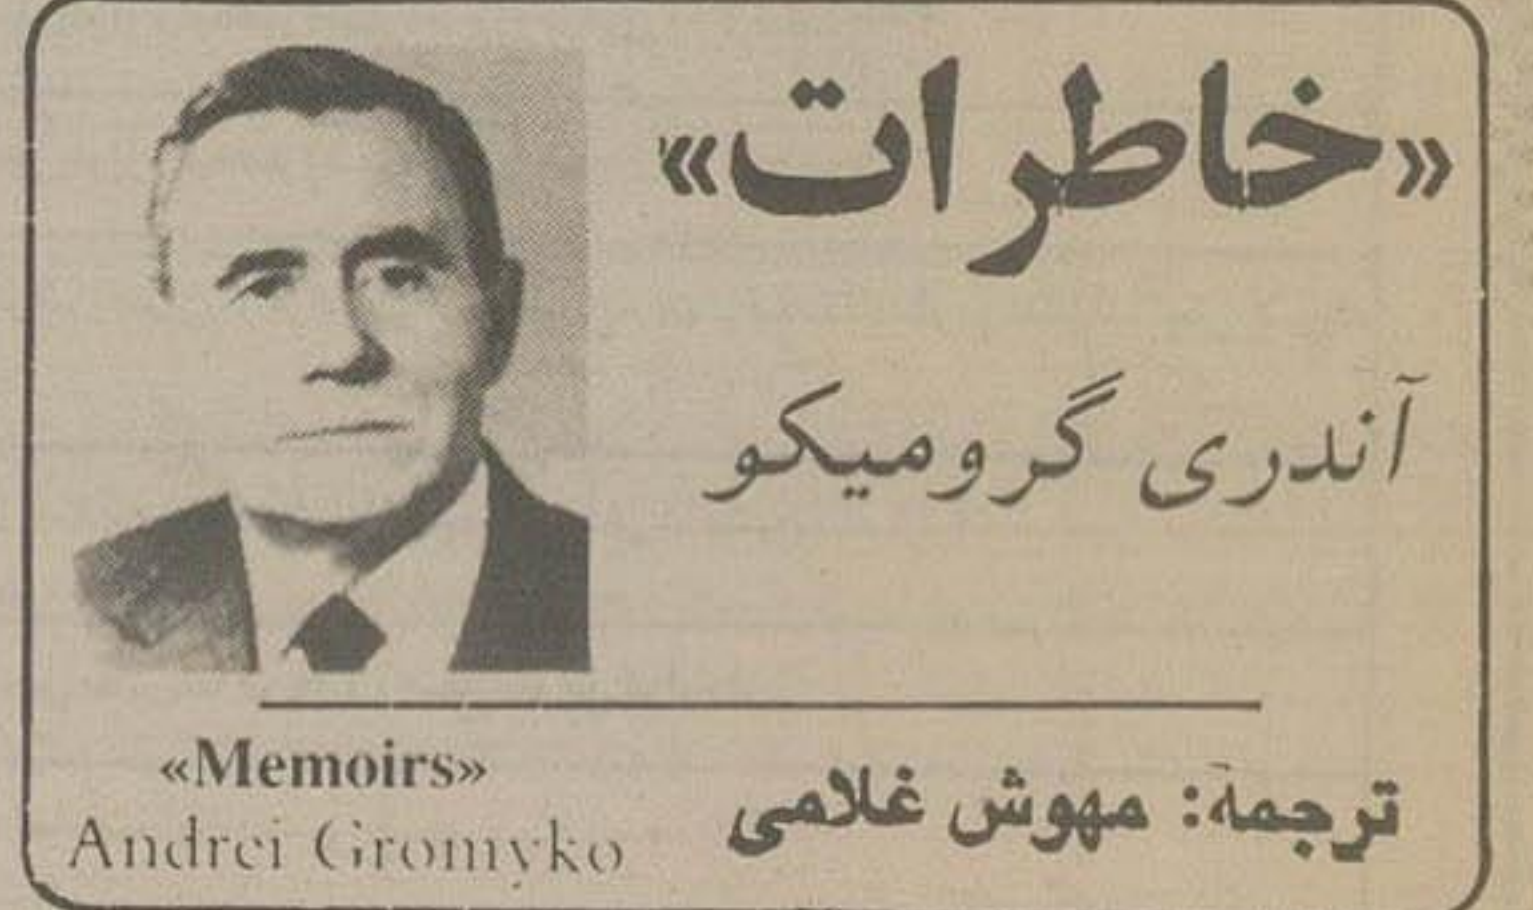 «خاطرات»
آندری گرومیکو
ترجمهٔ: مهوش غلامی
«Memoirs»
Andrei Gromyko